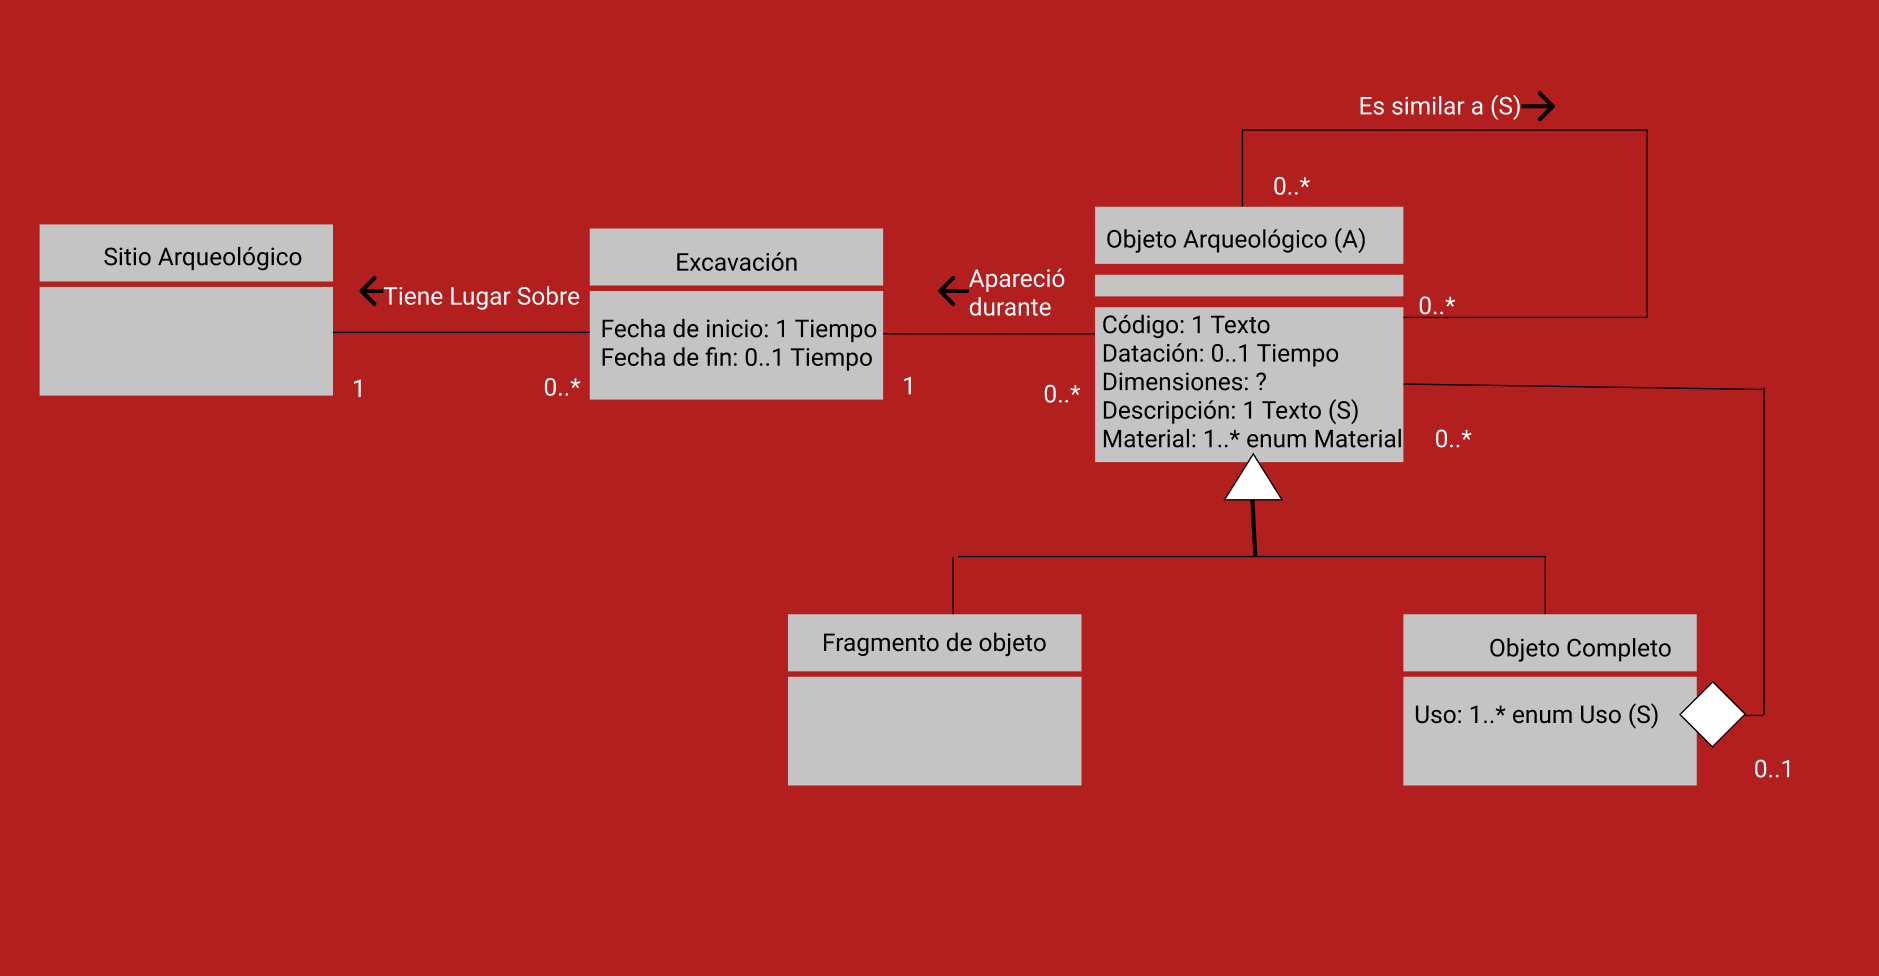 Es similar a (S)
0..*
Sitio Arqueológico
Tiene Lugar Sobre
1
0..*
Excavación
Fecha de inicio: 1 Tiempo
Fecha de fin: 0..1 Tiempo
1
Apareció
durante
0..*
Objeto Arqueológico (A)
0..*
Código: 1 Texto
Datación: 0..1 Tiempo
Dimensiones: ?
Descripción: 1 Texto (S)
Material: 1..* enum Material
0..*
Fragmento de objeto
Objeto Completo
Uso: 1..* enum Uso (S)
0..1